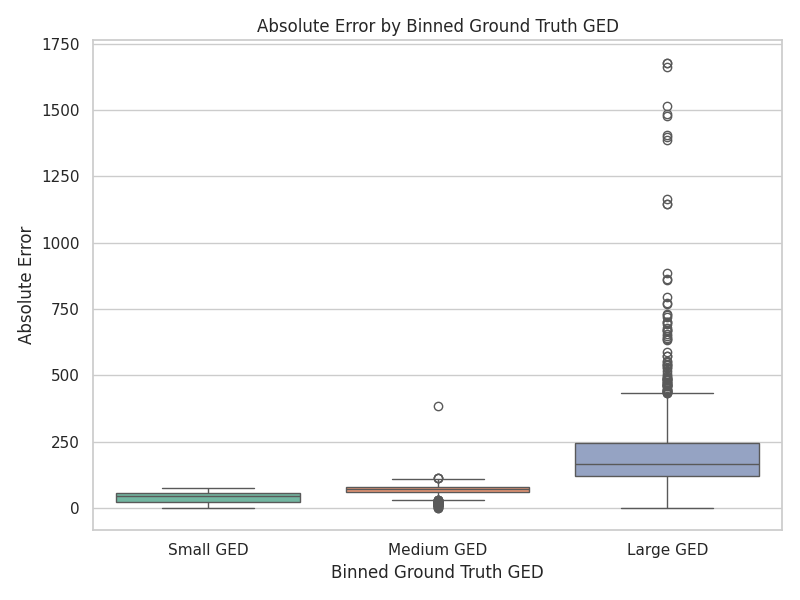 Absolute Error by Binned Ground Truth GED
1750
1500
1250
1000
750
500
250
0
Absolute Error
Small GED
Medium GED
Large GED
Binned Ground Truth GED